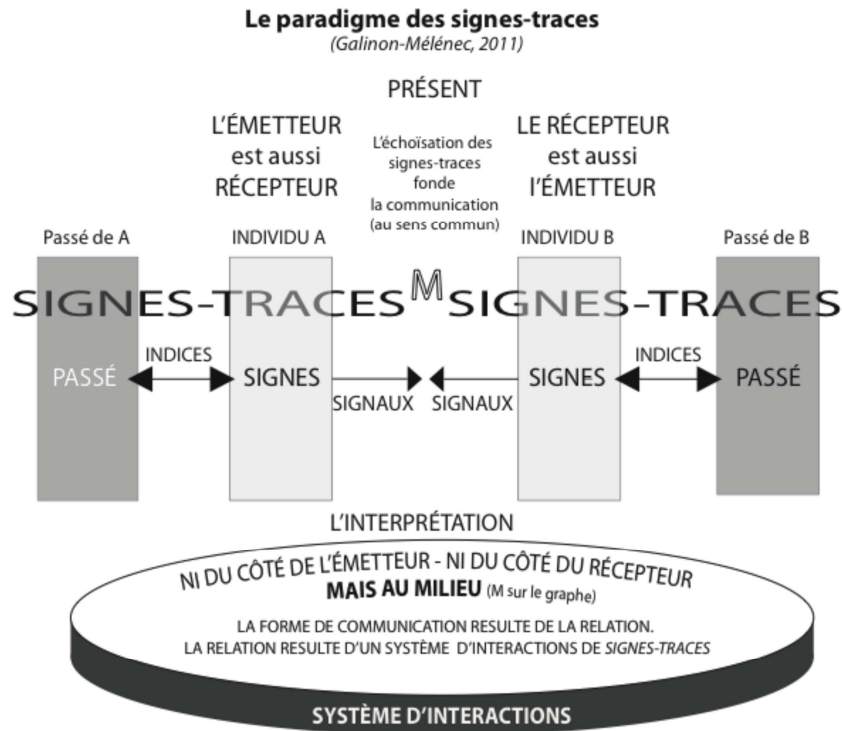 Le paradigme des signes-traces
(Galinon-Mélénec, 2011)
PRÉSENT
L'ÉMETTEUR
est aussi
RÉCEPTEUR
L'échoïsation des
signes-traces
fonde
la communication
(au sens commun)
LE RÉCEPTEUR
est aussi
l'ÉMETTEUR
Passé de A
INDIVIDU A
INDIVIDU B
Passé de B
SIGNES-TRACES M SIGNES-TRACES
PASSÉ
INDICES
SIGNES
SIGNAUX
SIGNAUX
SIGNES
INDICES
PASSÉ
L'INTERPRÉTATION
NI DU CÔTÉ DE L'ÉMETTEUR - NI DU CÔTÉ DU RÉCEPTEUR
MAIS AU MILIEU (M sur le graphe)
LA FORME DE COMMUNICATION RESULTE DE LA RELATION.
LA RELATION RESULTE D'UN SYSTÈME D'INTERACTIONS DE SIGNES-TRACES
SYSTÈME D'INTERACTIONS